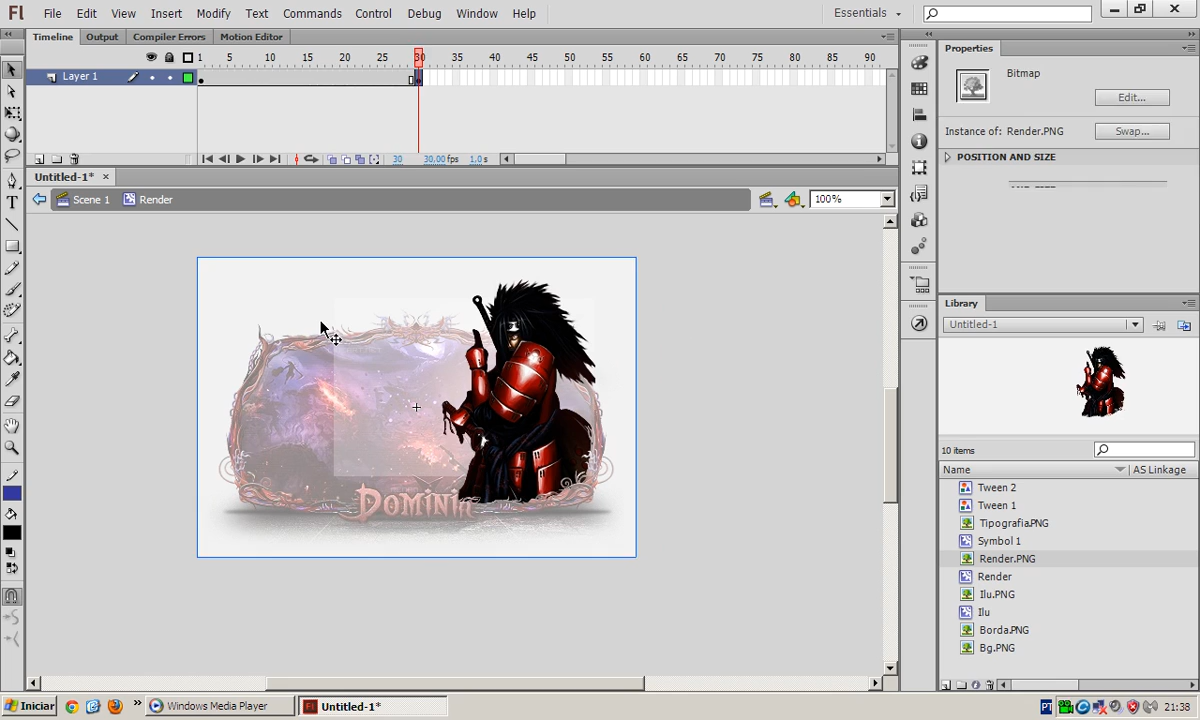 Fl File Edit View Insert Modify Text Commands Control Debug Window Help Essentials
Timeline Output Compiler Errors Motion Editor
1 5 10 15 20 25 30 35 40 45 50 55 60 65 70 75 80 85 90
Layer 1
30 30,00 fps 1.0 s
Untitled-1* ×
Scene 1 Render 100%
Dominin
Properties
Bitmap
Edit...
Instance of: Render.PNG Swap...
POSITION AND SIZE
Library
Untitled-1
10 items
Name AS Linkage
Tween 2
Tween 1
Tipografia.PNG
Symbol 1
Render.PNG
Render
Ilu.PNG
Ilu
Borda.PNG
Bg.PNG
Iniciar » Windows Media Player Fl Untitled-1* PT 21:38